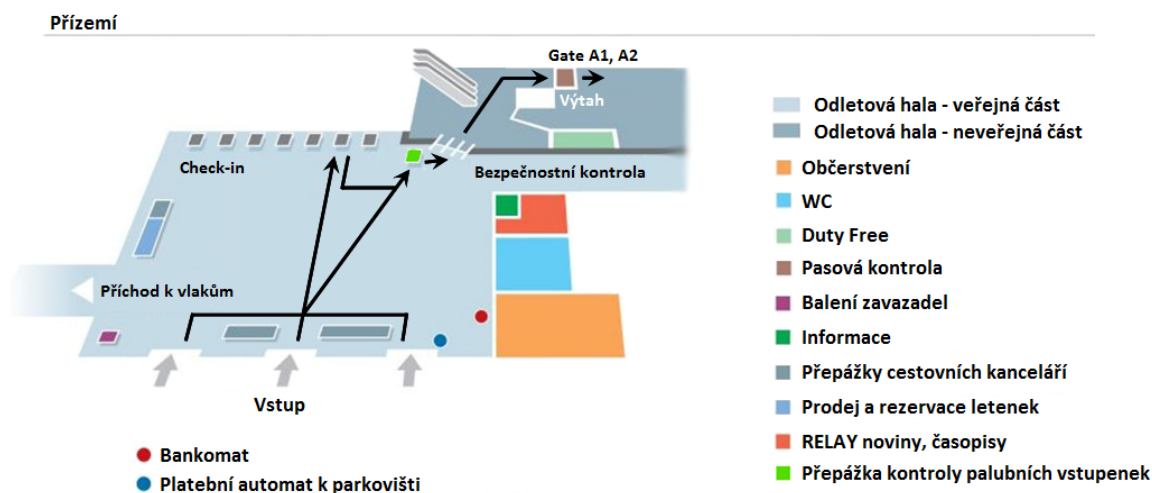 Přízemí
Gate A1, A2
Výtah
Check-in
Bezpečnostní kontrola
Příchod k vlakům
Vstup
Bankomat
Platební automat k parkovišti
Odletová hala - veřejná část
Odletová hala - neveřejná část
Občerstvení
WC
Duty Free
Pasová kontrola
Balení zavazadel
Informace
Přepážky cestovních kanceláří
Prodej a rezervace letenek
RELAY noviny, časopisy
Přepážka kontroly palubních vstupenek